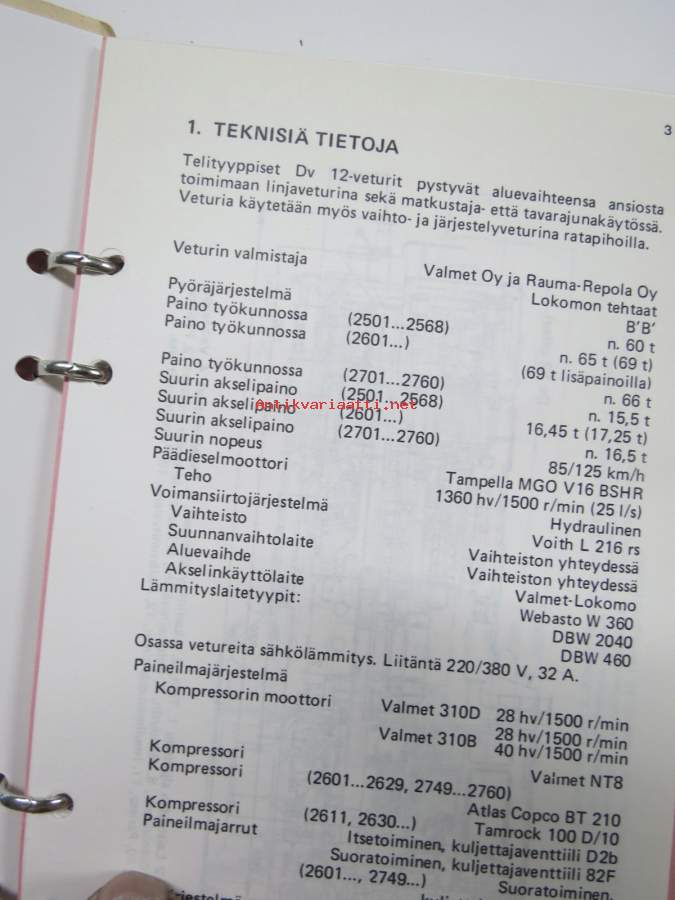 3
1. TEKNISIÄ TIETOJA
Telityyppiset Dv 12-veturit pystyvät aluevaihteensa ansiosta
toimimaan linjaveturina sekä matkustaja- että tavarajunakäytössä.
Veturia käytetään myös vaihto- ja järjestelyveturina ratapihoilla.
Veturin valmistaja Valmet Oy ja Rauma-Repola Oy
Lokomon tehtaat
Pyöräjärjestelmä B'B'
Paino työkunnossa (2501...2568) n. 60 t
Paino työkunnossa (2601...) n. 65 t (69 t)
(69 t lisäpainoilla)
Paino työkunnossa (2701...2760) n. 66 t
Suurin akselipaino (2501...2568) n. 15,5 t
Suurin akselipaino (2601...) 16,45 t (17,25 t)
Suurin akselipaino (2701...2760) n. 16,5 t
Suurin nopeus 85/125 km/h
Päädieselmoottori Tampella MGO V16 BSHR
Teho 1360 hv/1500 r/min (25 l/s)
Voimansiirtojärjestelmä Hydraulinen
Vaihteisto Voith L 216 rs
Suunnanvaihtolaite Vaihteiston yhteydessä
Aluevaihde Vaihteiston yhteydessä
Akselinkäyttölaite Valmet-Lokomo
Lämmityslaitetyypit: Webasto W 360
DBW 2040
DBW 460
Osassa vetureita sähkölämmitys. Liitäntä 220/380 V, 32 A.
Paineilmajärjestelmä
Kompressorin moottori Valmet 310D 28 hv/1500 r/min
Valmet 310B 28 hv/1500 r/min
40 hv/1500 r/min
Kompressori Valmet NT8
Kompressori (2601...2629, 2749...2760)
Atlas Copco BT 210
Kompressori (2611, 2630...) Tamrock 100 D/10
Paineilmajarrut Itsetoiminen, kuljettajaventtiili D2b
Suoratoiminen, kuljettajaventtiili 82F
(2601..., 2749...) Suoratoiminen,
antikvariaatti.net